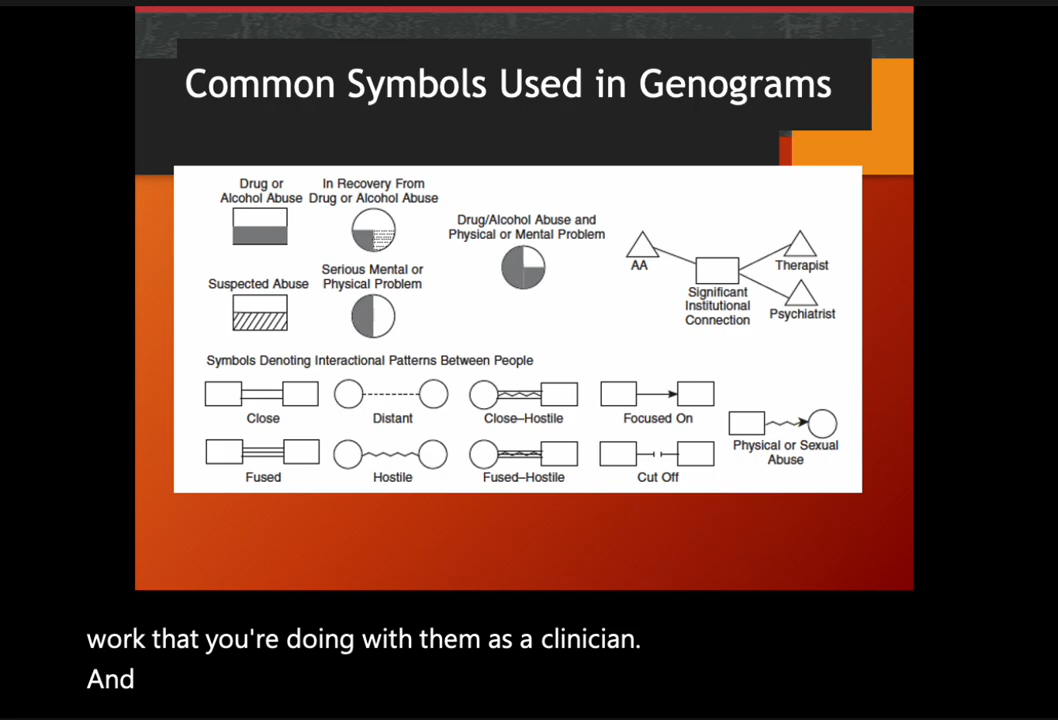 Common Symbols Used in Genograms
Drug or
Alcohol Abuse
In Recovery From
Drug or Alcohol Abuse
Drug/Alcohol Abuse and
Physical or Mental Problem
Suspected Abuse
Serious Mental or
Physical Problem
AA
Significant
Institutional
Connection
Therapist
Psychiatrist
Symbols Denoting Interactional Patterns Between People
Close
Distant
Close–Hostile
Focused On
Physical or Sexual
Abuse
Fused
Hostile
Fused–Hostile
Cut Off
work that you're doing with them as a clinician.
And